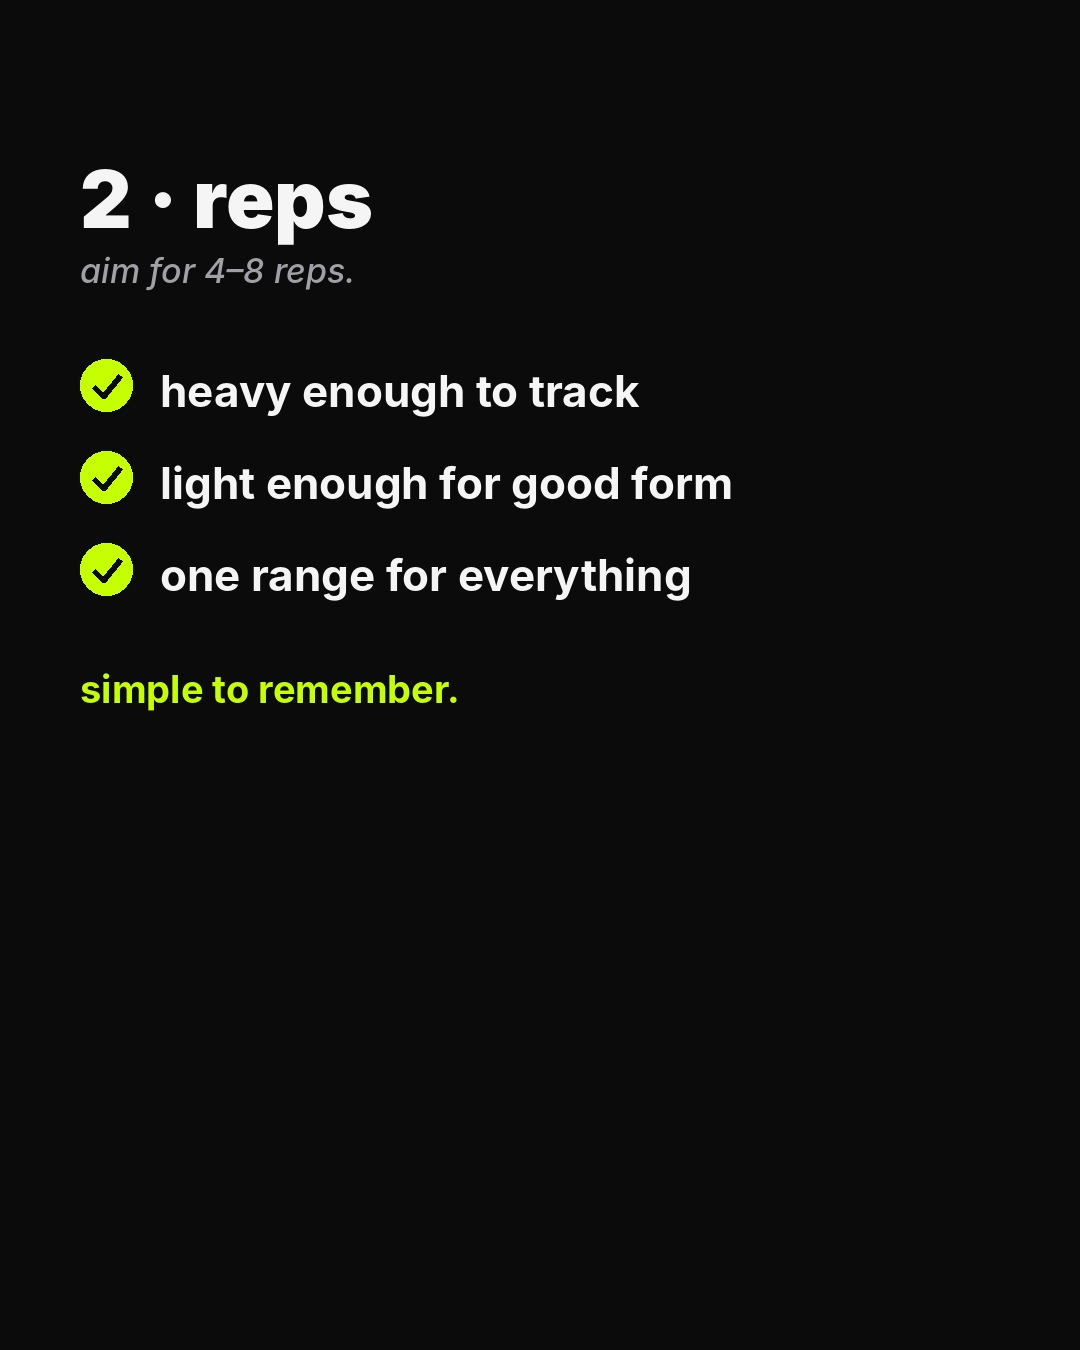 2 · reps
aim for 4–8 reps.
heavy enough to track
light enough for good form
one range for everything
simple to remember.